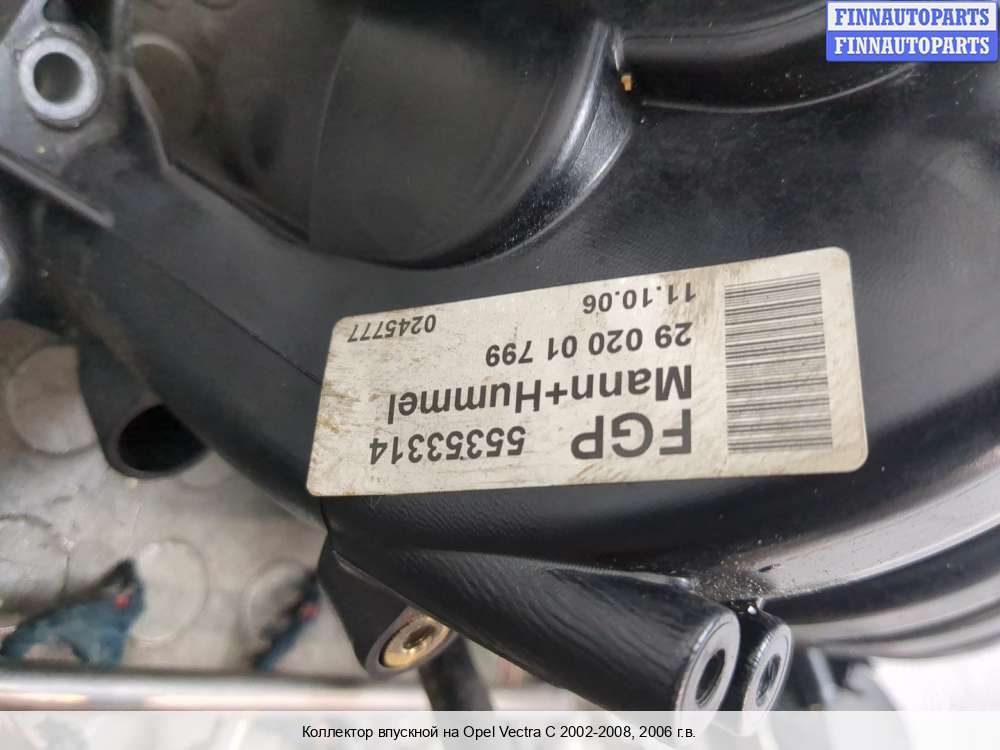 FINNAUTOPARTS
FINNAUTOPARTS
FGP 55353314
Mann+Hummel
29 020 01 799
11.10.06 0245777
Коллектор впускной на Opel Vectra C 2002-2008, 2006 г.в.